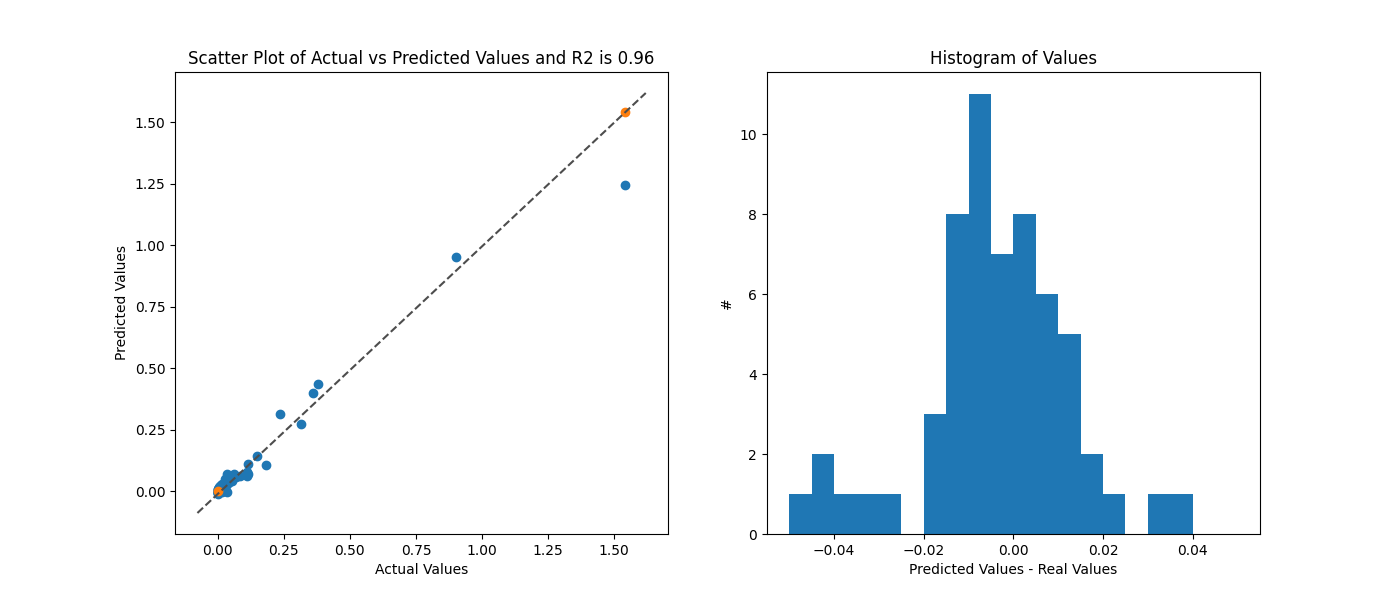 Scatter Plot of Actual vs Predicted Values and R2 is 0.96
1.50
1.25
1.00
0.75
0.50
0.25
0.00
Predicted Values
0.00 0.25 0.50 0.75 1.00 1.25 1.50
Actual Values
Histogram of Values
10
8
6
4
2
0
#
−0.04 −0.02 0.00 0.02 0.04
Predicted Values - Real Values